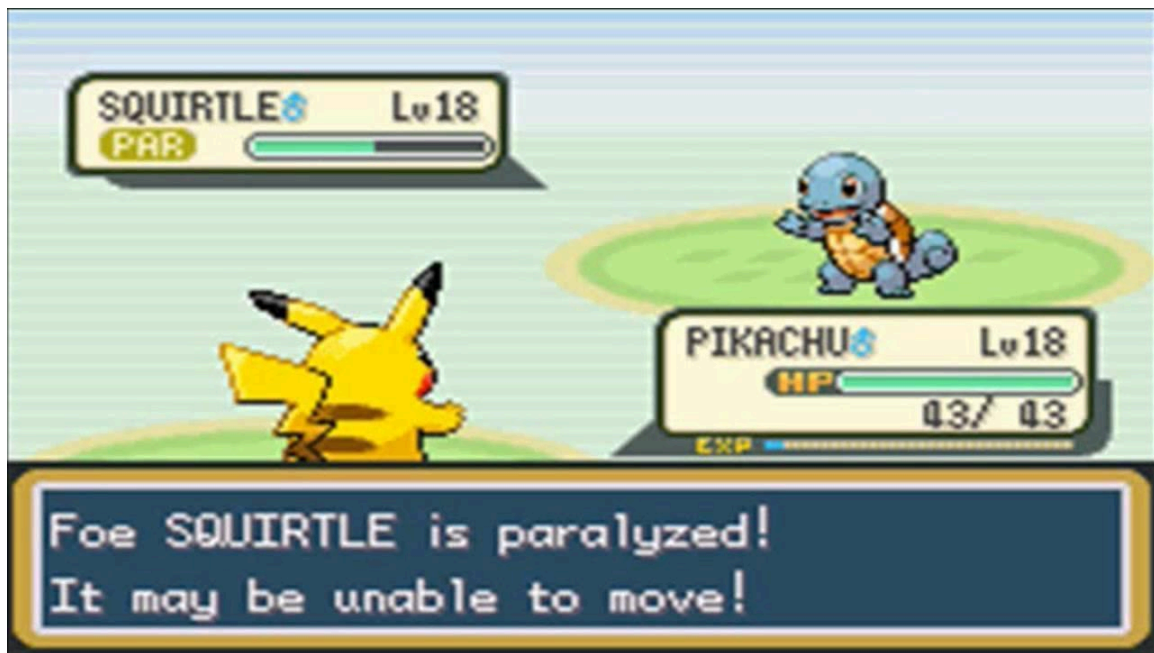 SQUIRTLE♂ Lv18
PAR
PIKACHU♂ Lv18
HP
43/ 43
EXP
Foe SQUIRTLE is paralyzed!
It may be unable to move!